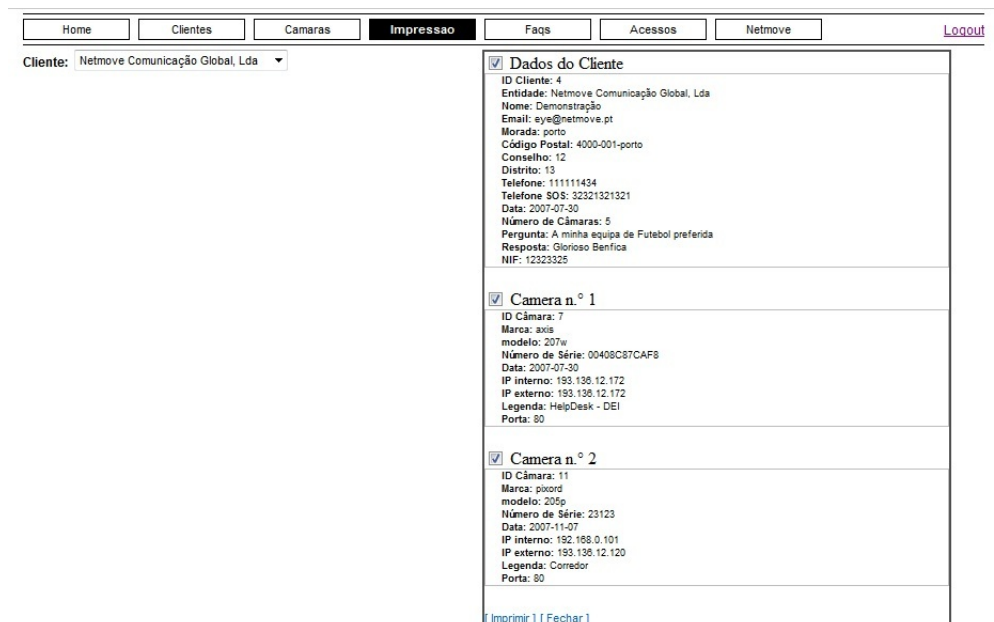 Home Clientes Camaras Impressao Faqs Acessos Netmove Logout
Cliente: Netmove Comunicação Global, Lda
Dados do Cliente
ID Cliente: 4
Entidade: Netmove Comunicação Global, Lda
Nome: Demonstração
Email: eye@netmove.pt
Morada: porto
Código Postal: 4000-001-porto
Conselho: 12
Distrito: 13
Telefone: 111111434
Telefone SOS: 32321321321
Data: 2007-07-30
Número de Câmaras: 5
Pergunta: A minha equipa de Futebol preferida
Resposta: Glorioso Benfica
NIF: 12323325
Camera n.° 1
ID Câmara: 7
Marca: axis
modelo: 207w
Número de Série: 00408C87CAF8
Data: 2007-07-30
IP interno: 193.136.12.172
IP externo: 193.136.12.172
Legenda: HelpDesk - DEI
Porta: 80
Camera n.° 2
ID Câmara: 11
Marca: pixord
modelo: 205p
Número de Série: 23123
Data: 2007-11-07
IP interno: 192.168.0.101
IP externo: 193.136.12.120
Legenda: Corredor
Porta: 80
[ Imprimir ] [ Fechar ]